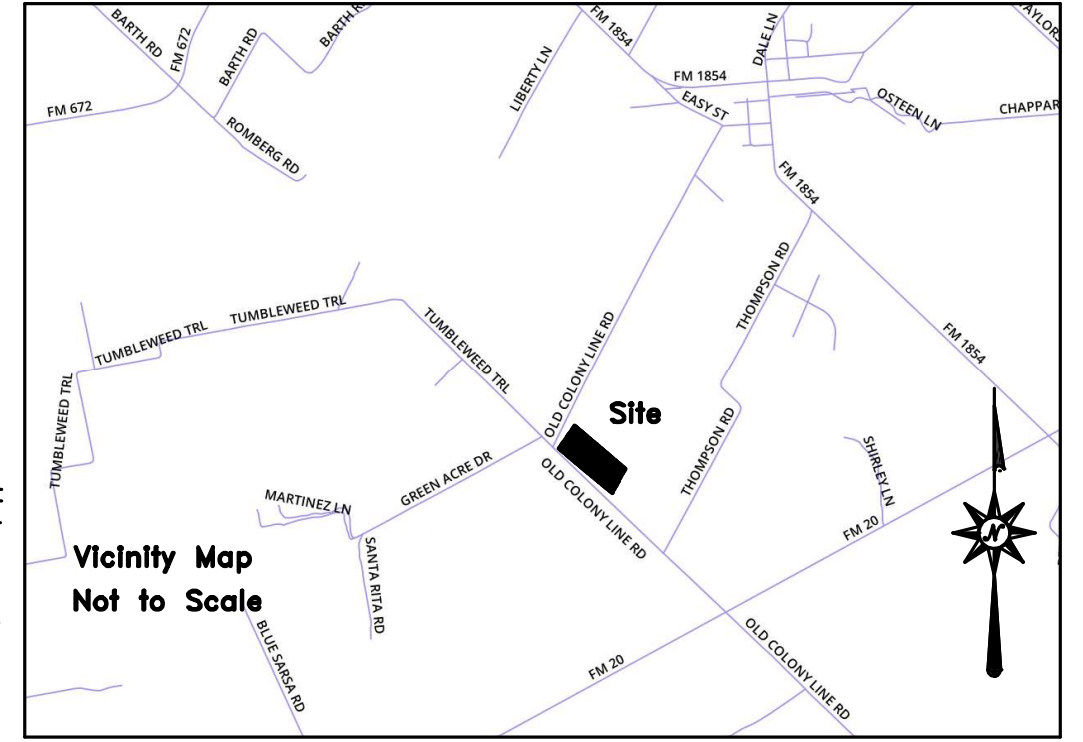 BARTH RD
FM 672
BARTH RD
BARTH R
FM 672
ROMBERG RD
LIBERTY LN
FM 1854
FM 1854
EASY ST
DALE LN
OSTEEN LN
CHAPPAR
AYLORS
FM 1854
THOMPSON RD
FM 1854
TUMBLEWEED TRL
TUMBLEWEED TRL
TUMBLEWEED TRL
TUMBLEWEED TRL
OLD COLONY LINE RD
Site
THOMPSON RD
SHIRLEY LN
GREEN ACRE DR
OLD COLONY LINE RD
MARTINEZ LN
SANTA RITA RD
FM 20
N
Vicinity Map
Not to Scale
BLUE SARSA RD
FM 20
OLD COLONY LINE RD